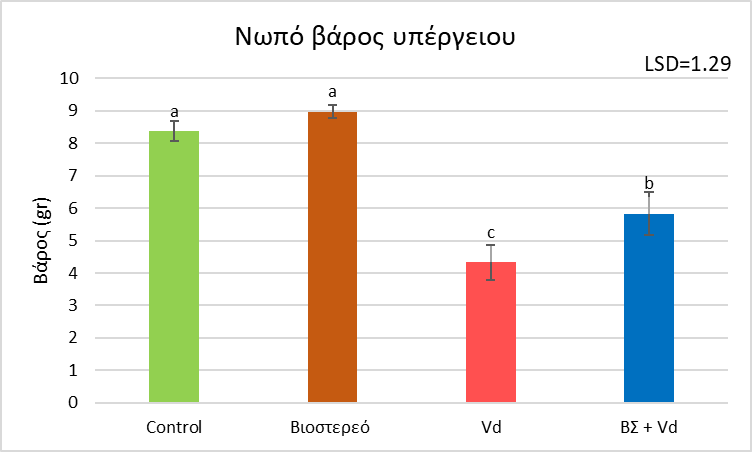 Νωπό βάρος υπέργειου
LSD=1.29
Βάρος (gr)
10
9
8
7
6
5
4
3
2
1
0
a
a
c
b
Control
Βιοστερεό
Vd
ΒΣ + Vd